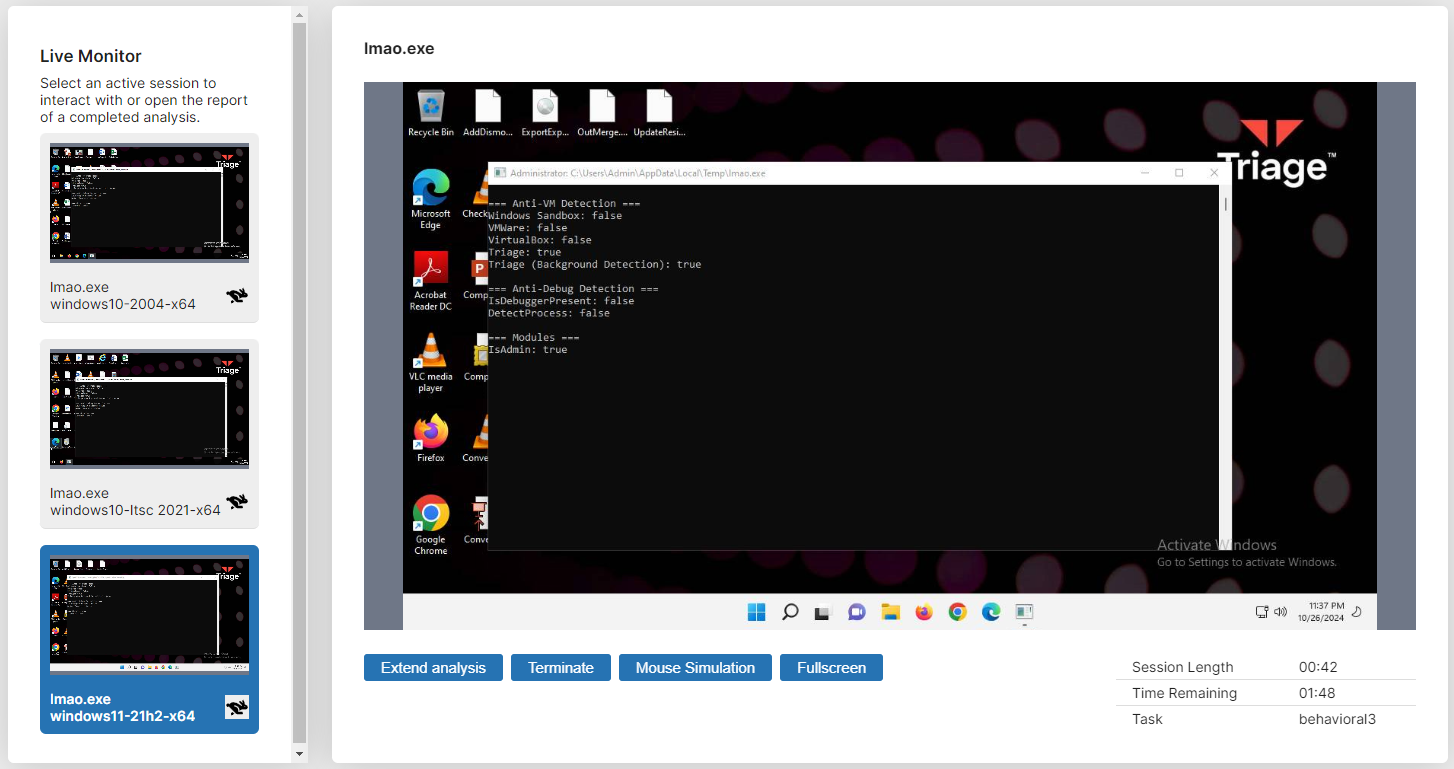 Live Monitor
Select an active session to
interact with or open the report
of a completed analysis.
lmao.exe
windows10-2004-x64
lmao.exe
windows10-ltsc 2021-x64
lmao.exe
windows11-21h2-x64
lmao.exe
Recycle Bin
AddDismo...
ExportExp...
OutMerge....
UpdateResi...
Triage™
Administrator: C:\Users\Admin\AppData\Local\Temp\lmao.exe
=== Anti-VM Detection ===
Windows Sandbox: false
VMWare: false
VirtualBox: false
Triage: true
Triage (Background Detection): true
=== Anti-Debug Detection ===
IsDebuggerPresent: false
DetectProcess: false
=== Modules ===
IsAdmin: true
Microsoft
Edge
Check
Acrobat
Reader DC
Comp
VLC media
player
Comp
Firefox
Conve
Google
Chrome
Conve
Activate Windows
Go to Settings to activate Windows.
11:37 PM
10/26/2024
Extend analysis
Terminate
Mouse Simulation
Fullscreen
Session Length 00:42
Time Remaining 01:48
Task behavioral3